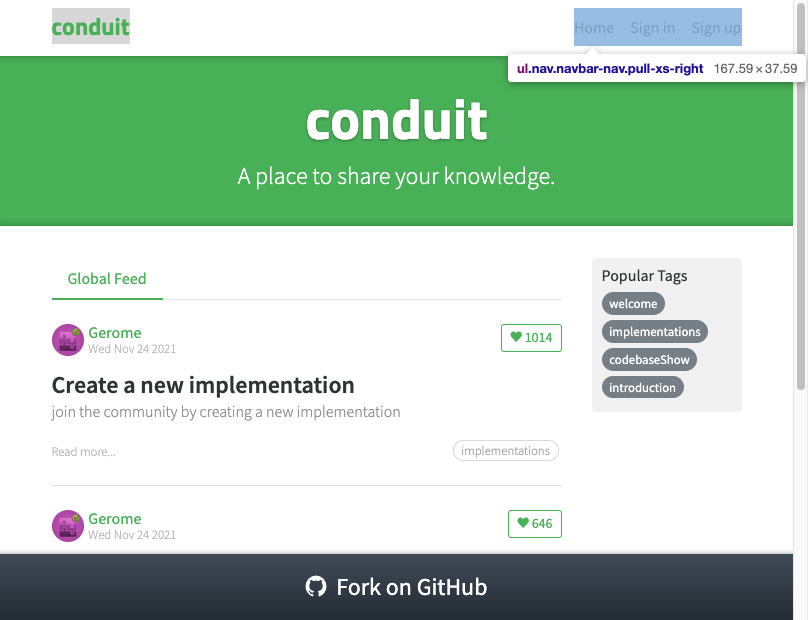 conduit
Home Sign in Sign up
ul.nav.navbar-nav.pull-xs-right 167.59 × 37.59
conduit
A place to share your knowledge.
Global Feed
Gerome
Wed Nov 24 2021
1014
Create a new implementation
join the community by creating a new implementation
Read more...
implementations
Gerome
Wed Nov 24 2021
646
Popular Tags
welcome
implementations
codebaseShow
introduction
Fork on GitHub